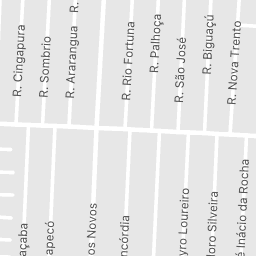 R. Cingapura
R. Sombrio
R. Ararangua
R.
R. Rio Fortuna
R. Palhoça
R. São José
R. Biguaçú
R. Nova Trento
açaba
apecó
os Novos
ncórdia
yro Loureiro
doro Silveira
é Inácio da Rocha